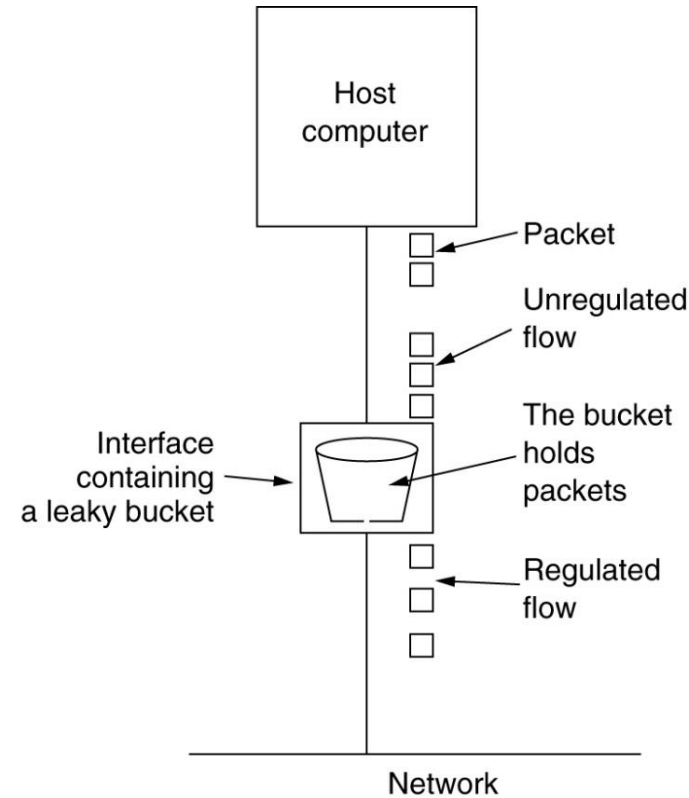 Host
computer
Packet
Unregulated
flow
The bucket
holds
packets
Interface
containing
a leaky bucket
Regulated
flow
Network